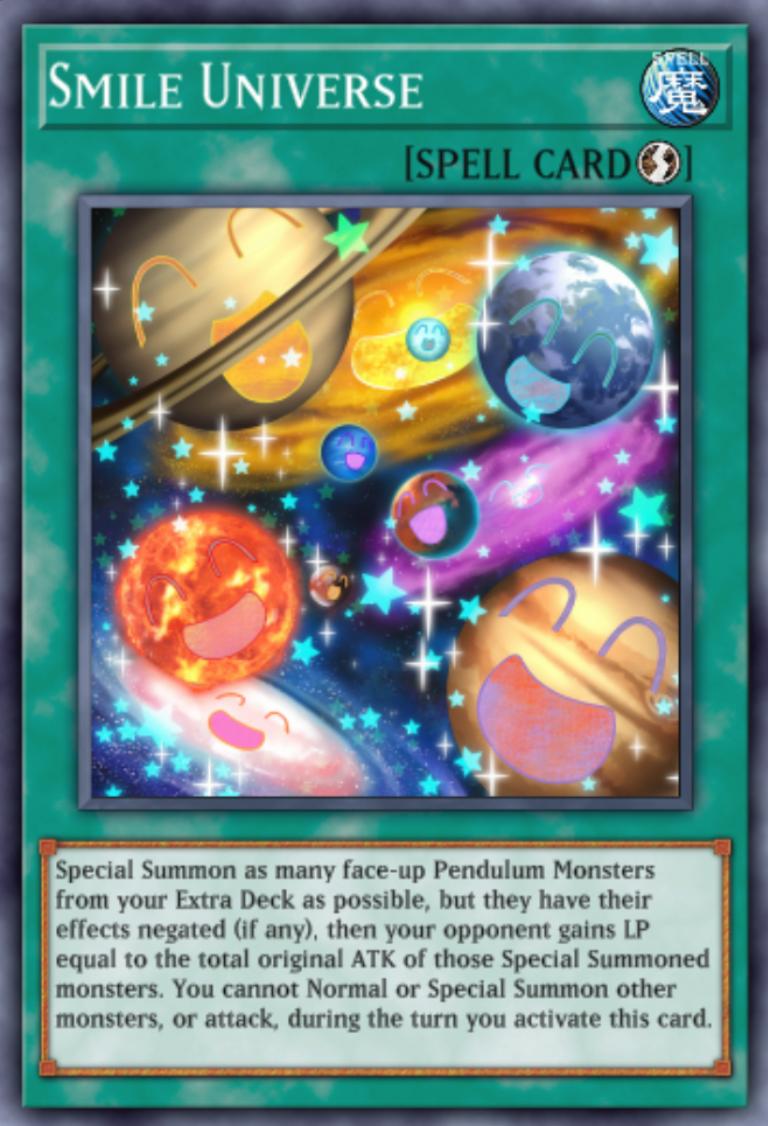 SMILE UNIVERSE
SPELL
魔
[SPELL CARD]
Special Summon as many face-up Pendulum Monsters
from your Extra Deck as possible, but they have their
effects negated (if any), then your opponent gains LP
equal to the total original ATK of those Special Summoned
monsters. You cannot Normal or Special Summon other
monsters, or attack, during the turn you activate this card.